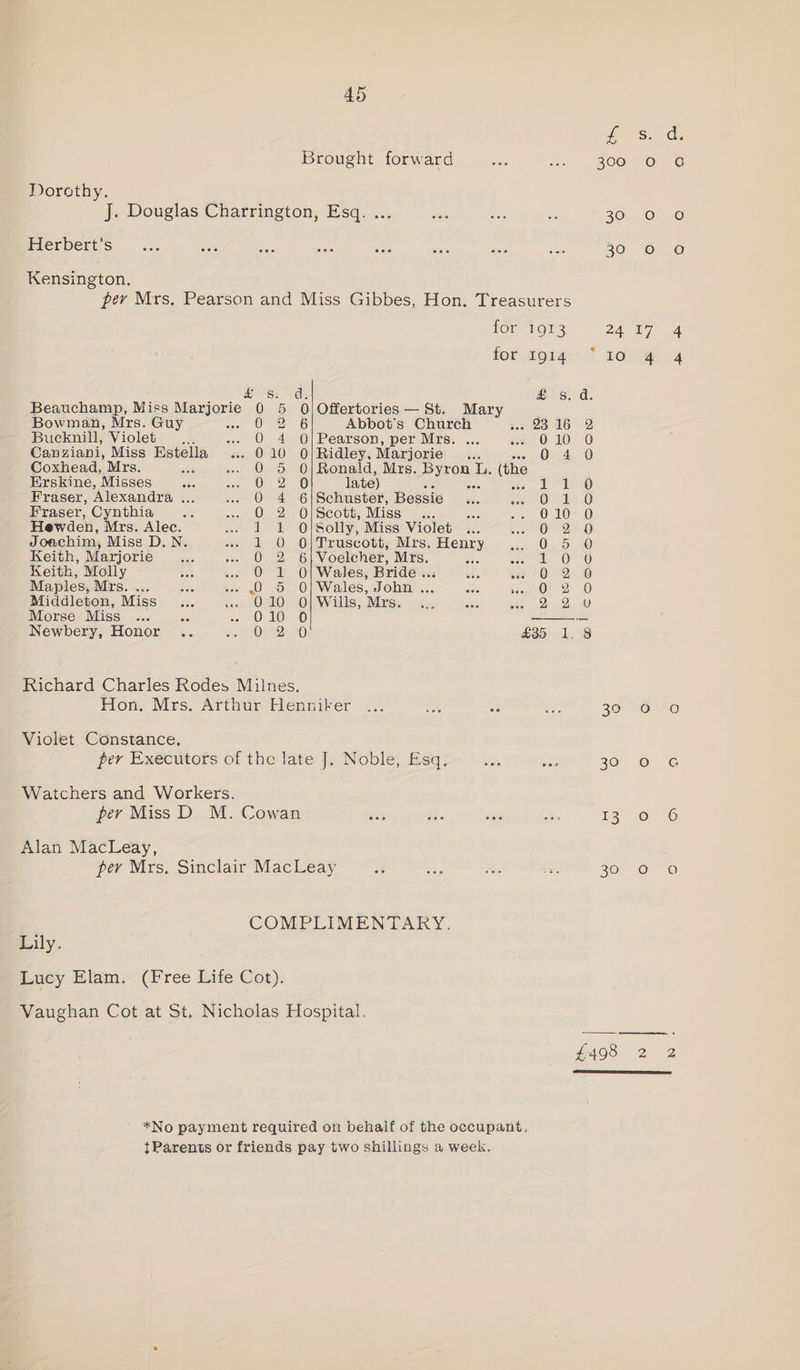 45
£ s. d.
Brought forward ... ... 300 0 0
Dorothy.
J. Douglas Charrington, Esq. ... ... ... .. 30 0 0
Herbert's ... ... ... ... ... ... ... ... 30 0 0
Kensington.
per Mrs. Pearson and Miss Gibbes, Hon. Treasurers
for 1913 24 17 4
for 1914 10 4 4
£ s. d.
Beauchamp, Miss Marjorie 0 5 0
Bowman, Mrs. Guy ... 0 2 6
Bucknill, Violet ... ... 0 4 0
Canziani, Miss Estella ... 0 10 0
Coxhead, Mrs. ... ... 0 5 0
Erskine, Misses ... ... 0 2 0
Fraser, Alexandra ... ... 0 4 6
Fraser, Cynthia .. ... 0 2 0
Hewden, Mrs. Alec. ... 1 1 0
Joachim, Miss D. N. ... 1 0 0
Keith, Marjorie ... ... 0 2 6
Keith, Molly ... ... 0 1 0
Maples, Mrs. ... ... ... 0 5 0
Middleton, Miss ... ... 0 10 0
Morse Miss ... .. .. 0 10 0
Newbery, Honor .. .. 0 2 0
£ s. d.
Offertories — St. Mary
Abbot's Church ... 23 16 2
Pearson, per Mrs. ... ... 0 10 0
Ridley, Marjorie ... ... 0 4 0
Ronald, Mrs. Byron L. (the
late) .. ... ... 1 1 0
Schuster, Bessie ... ... 0 1 0
Scott, Miss ... ... .. 0 10 0
Solly, Miss Violet ... ... 0 2 0
Truscott, Mrs. Henry ... 0 5 0
Voelcher, Mrs. ... ... 1 0 0
Wales, Bride ... ... ... 0 2 0
Wales, John ... ... ... 0 2 0
Wills, Mrs. ... ... ... 2 2 0
£35 1. 8
Richard Charles Rodes Milnes.
Hon. Mrs. Arthur Henniker ... ... .. ... 30 0 0
Violet Constance.
per Executors of the late J. Noble, Esq. ... ... 30 0 0
Watchers and Workers.
per Miss D. M. Cowan ... ... ... ... 13 0 6
Alan MacLeay,
per Mrs. Sinclair MacLeay .. ... ... ... 30 0 0
COMPLIMENTARY.
Lily.
Lucy Elam. (Free Life Cot).
Vaughan Cot at St. Nicholas Hospital.
£498 2 2
*No payment required on behalf of the occupant,
‡Parents or friends pay two shillings a week.